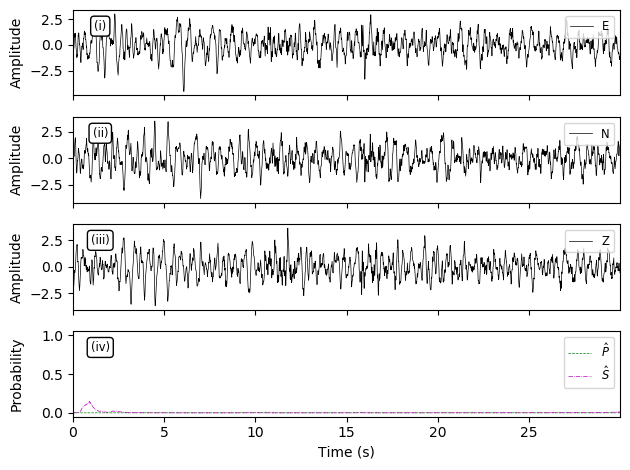 Amplitude
2.5
0.0
−2.5
(i)
E
Amplitude
2.5
0.0
−2.5
(ii)
N
Amplitude
2.5
0.0
−2.5
(iii)
Z
Probability
1.0
0.5
0.0
(iv)
P̂
Ŝ
0 5 10 15 20 25
Time (s)